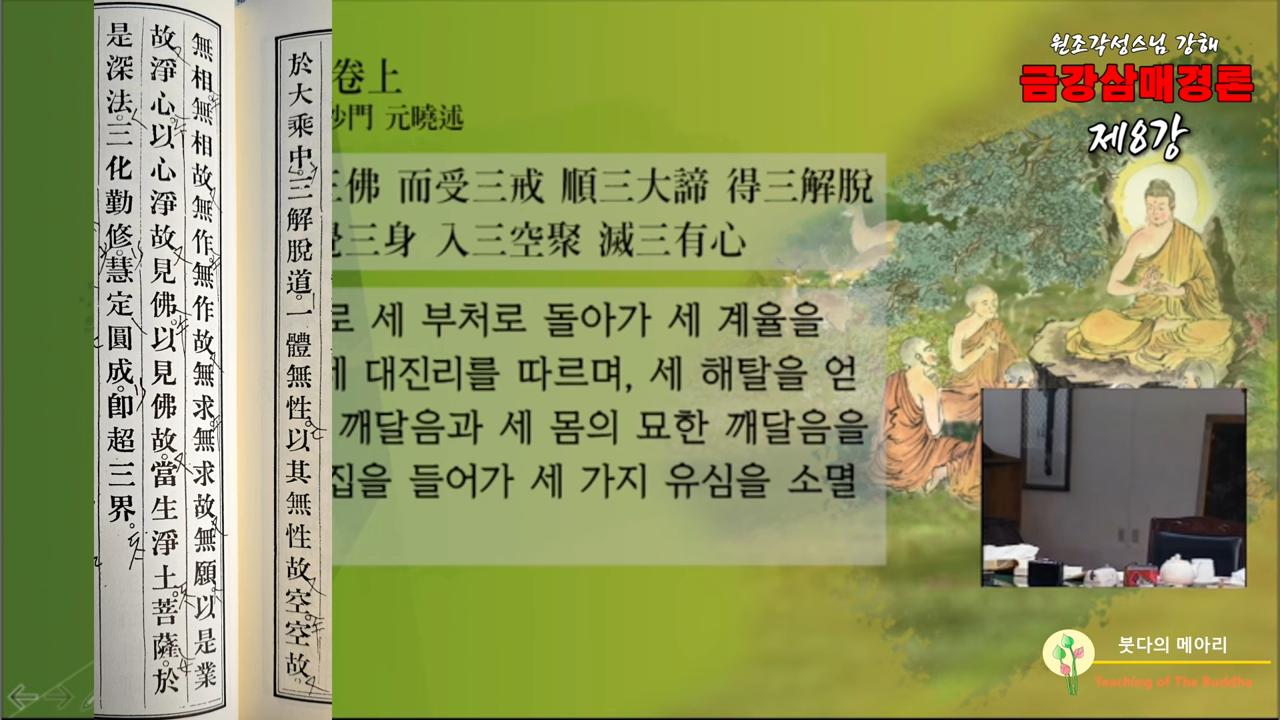 於大乘中。三解脫道。一體無性。以其無性故空。空故
無相。無相故無作。無作故無求。無求故無願。以是業
故淨心。以心淨故見佛。以見佛故。當生淨土。菩薩。於
是深法。三化勤修。慧定圓成。卽超三界。
卷上
沙門 元曉述
三佛 而受三戒 順三大諦 得三解脫
覺三身 入三空聚 滅三有心
로 세 부처로 돌아가 세 계율을
대진리를 따르며, 세 해탈을 얻
깨달음과 세 몸의 묘한 깨달음을
집을 들어가 세 가지 유심을 소멸
원조각성스님 강해
금강삼매경론
제8강
붓다의 메아리
Teaching of The Buddha